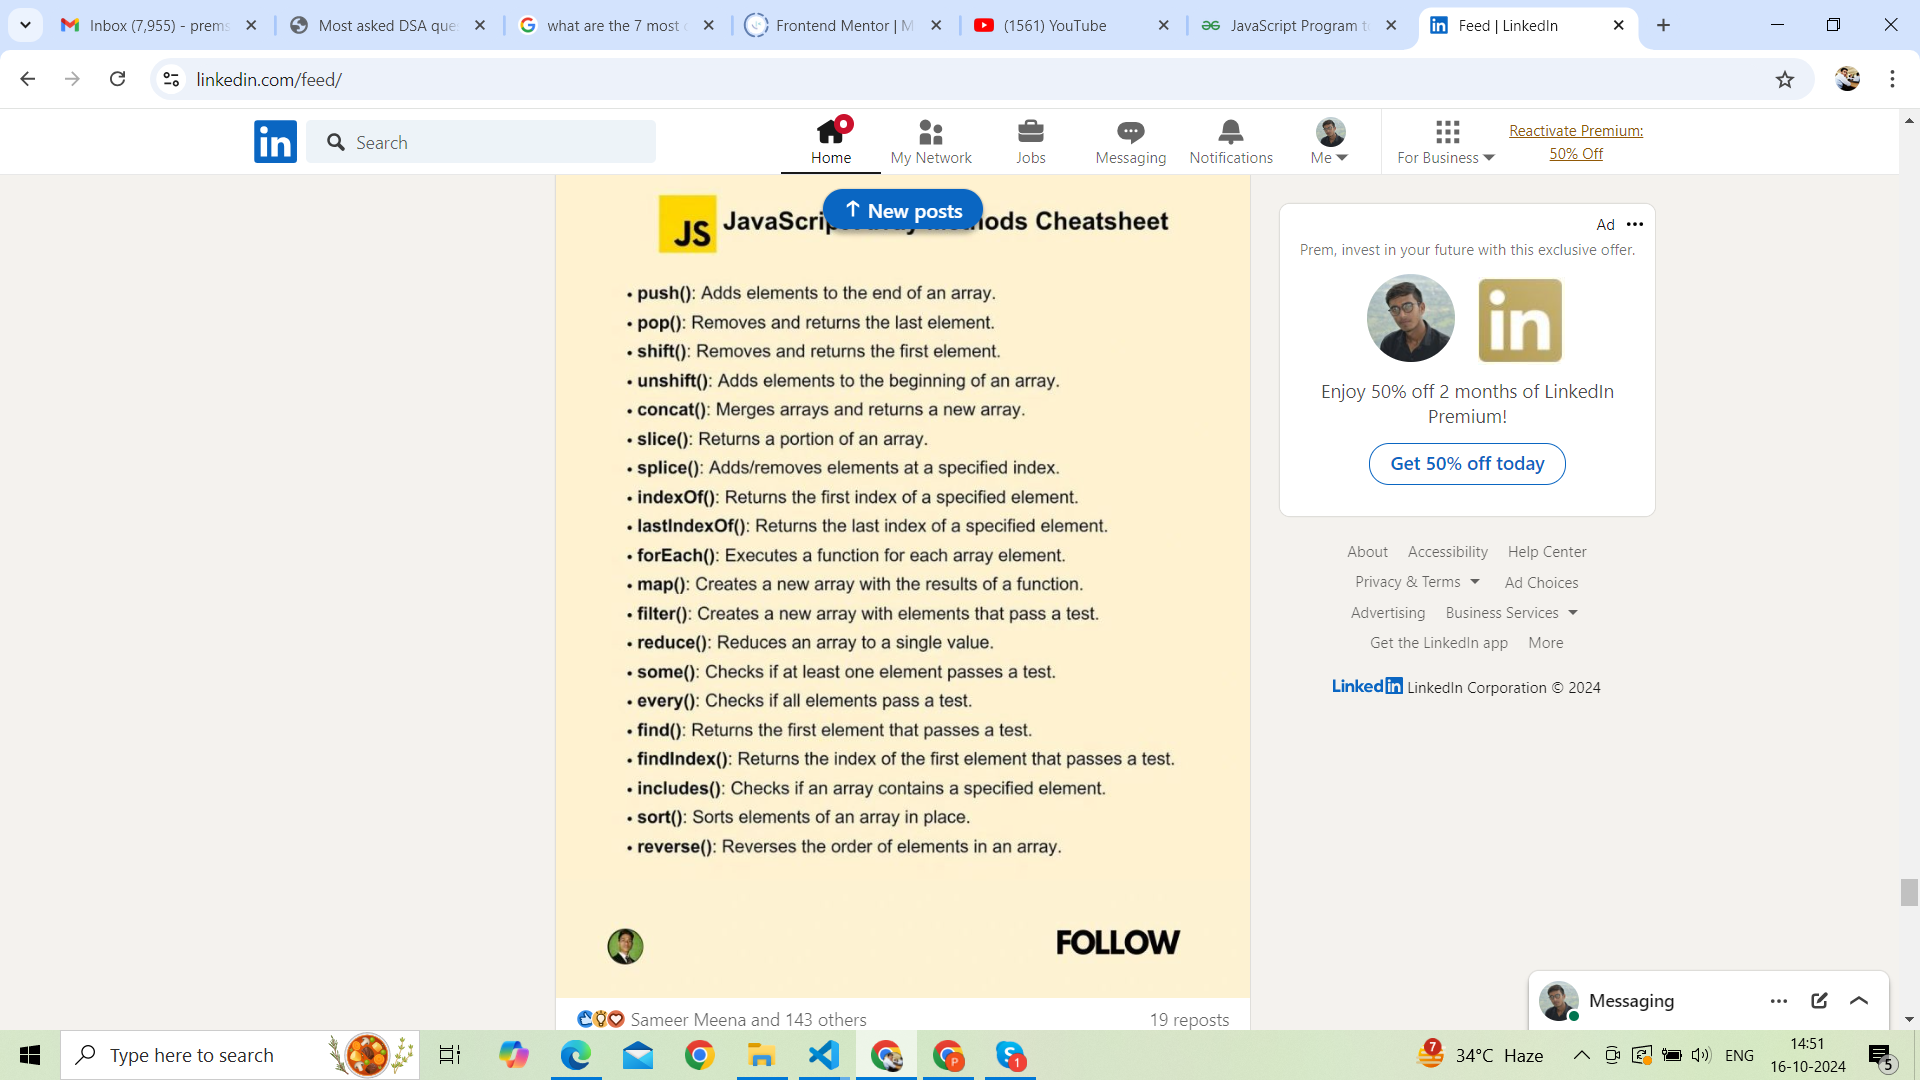 Inbox (7,955) - prems
Most asked DSA que
what are the 7 most
Frontend Mentor | M
(1561) YouTube
JavaScript Program t
Feed | LinkedIn
linkedin.com/feed/
in
Search
Home
My Network
Jobs
Messaging
Notifications
Me
For Business
Reactivate Premium:
50% Off
New posts
JS
JavaScript Methods Cheatsheet
• push(): Adds elements to the end of an array.
• pop(): Removes and returns the last element.
• shift(): Removes and returns the first element.
• unshift(): Adds elements to the beginning of an array.
• concat(): Merges arrays and returns a new array.
• slice(): Returns a portion of an array.
• splice(): Adds/removes elements at a specified index.
• indexOf(): Returns the first index of a specified element.
• lastIndexOf(): Returns the last index of a specified element.
• forEach(): Executes a function for each array element.
• map(): Creates a new array with the results of a function.
• filter(): Creates a new array with elements that pass a test.
• reduce(): Reduces an array to a single value.
• some(): Checks if at least one element passes a test.
• every(): Checks if all elements pass a test.
• find(): Returns the first element that passes a test.
• findIndex(): Returns the index of the first element that passes a test.
• includes(): Checks if an array contains a specified element.
• sort(): Sorts elements of an array in place.
• reverse(): Reverses the order of elements in an array.
FOLLOW
Sameer Meena and 143 others
19 reposts
Ad
Prem, invest in your future with this exclusive offer.
in
Enjoy 50% off 2 months of LinkedIn
Premium!
Get 50% off today
About Accessibility Help Center
Privacy & Terms Ad Choices
Advertising Business Services
Get the LinkedIn app More
LinkedIn LinkedIn Corporation © 2024
Messaging
Type here to search
P
S
1
7
34°C Haze
ENG
14:51
16-10-2024
5